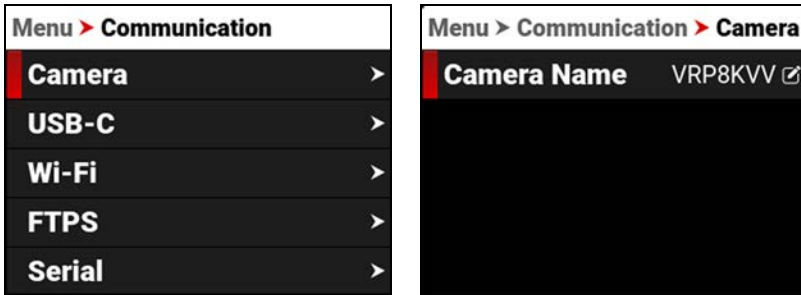 Menu > Communication
Camera
USB-C
Wi-Fi
FTPS
Serial
Menu > Communication > Camera
Camera Name VRP8KVV